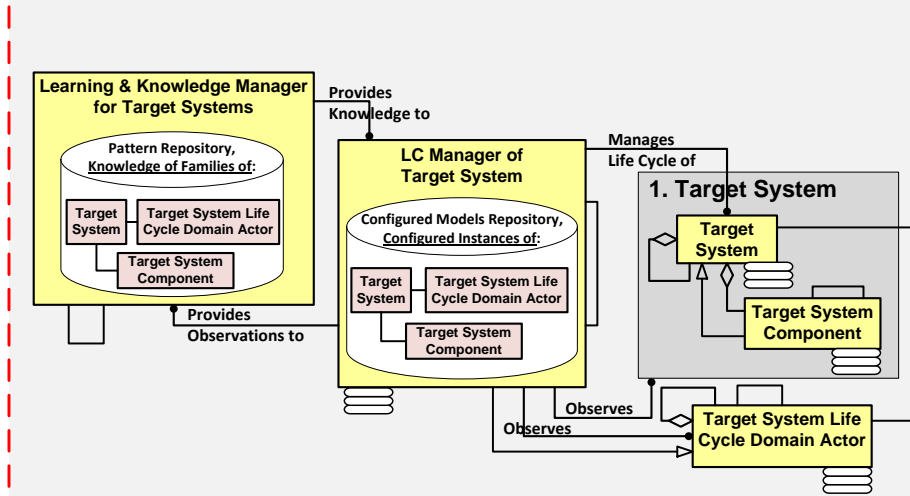 Learning & Knowledge Manager
for Target Systems
Pattern Repository,
Knowledge of Families of:
Target
System
Target System Life
Cycle Domain Actor
Target System
Component
Provides
Knowledge to
LC Manager of
Target System
Configured Models Repository,
Configured Instances of:
Target
System
Target System Life
Cycle Domain Actor
Target System
Component
Provides
Observations to
Manages
Life Cycle of
1. Target System
Target
System
Target System
Component
Observes
Observes
Target System Life
Cycle Domain Actor